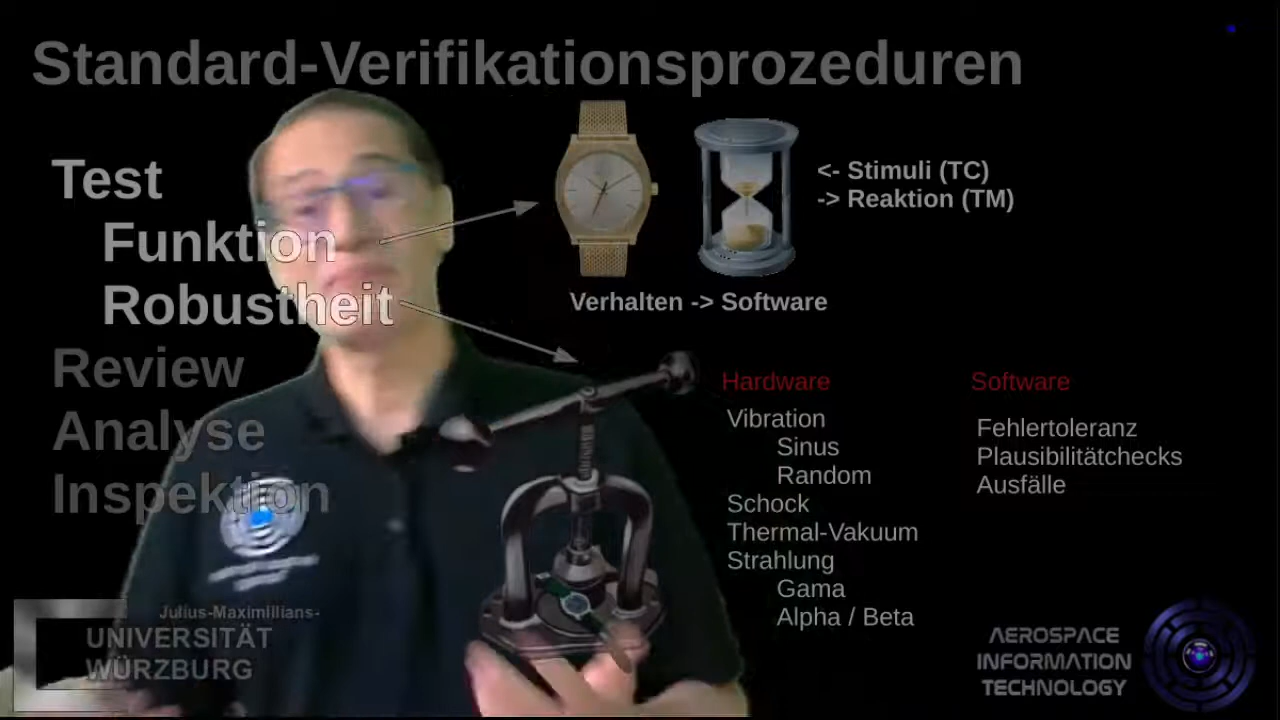 Standard-Verifikationsprozeduren
Test
Funktion
Robustheit
Review
Analyse
Inspektion
<- Stimuli (TC)
-> Reaktion (TM)
Verhalten -> Software
Hardware
Vibration
Sinus
Random
Schock
Thermal-Vakuum
Strahlung
Gama
Alpha / Beta
Software
Fehlertoleranz
Plausibilitätchecks
Ausfälle
Julius-Maximilians-
UNIVERSITÄT
WÜRZBURG
AEROSPACE
INFORMATION
TECHNOLOGY